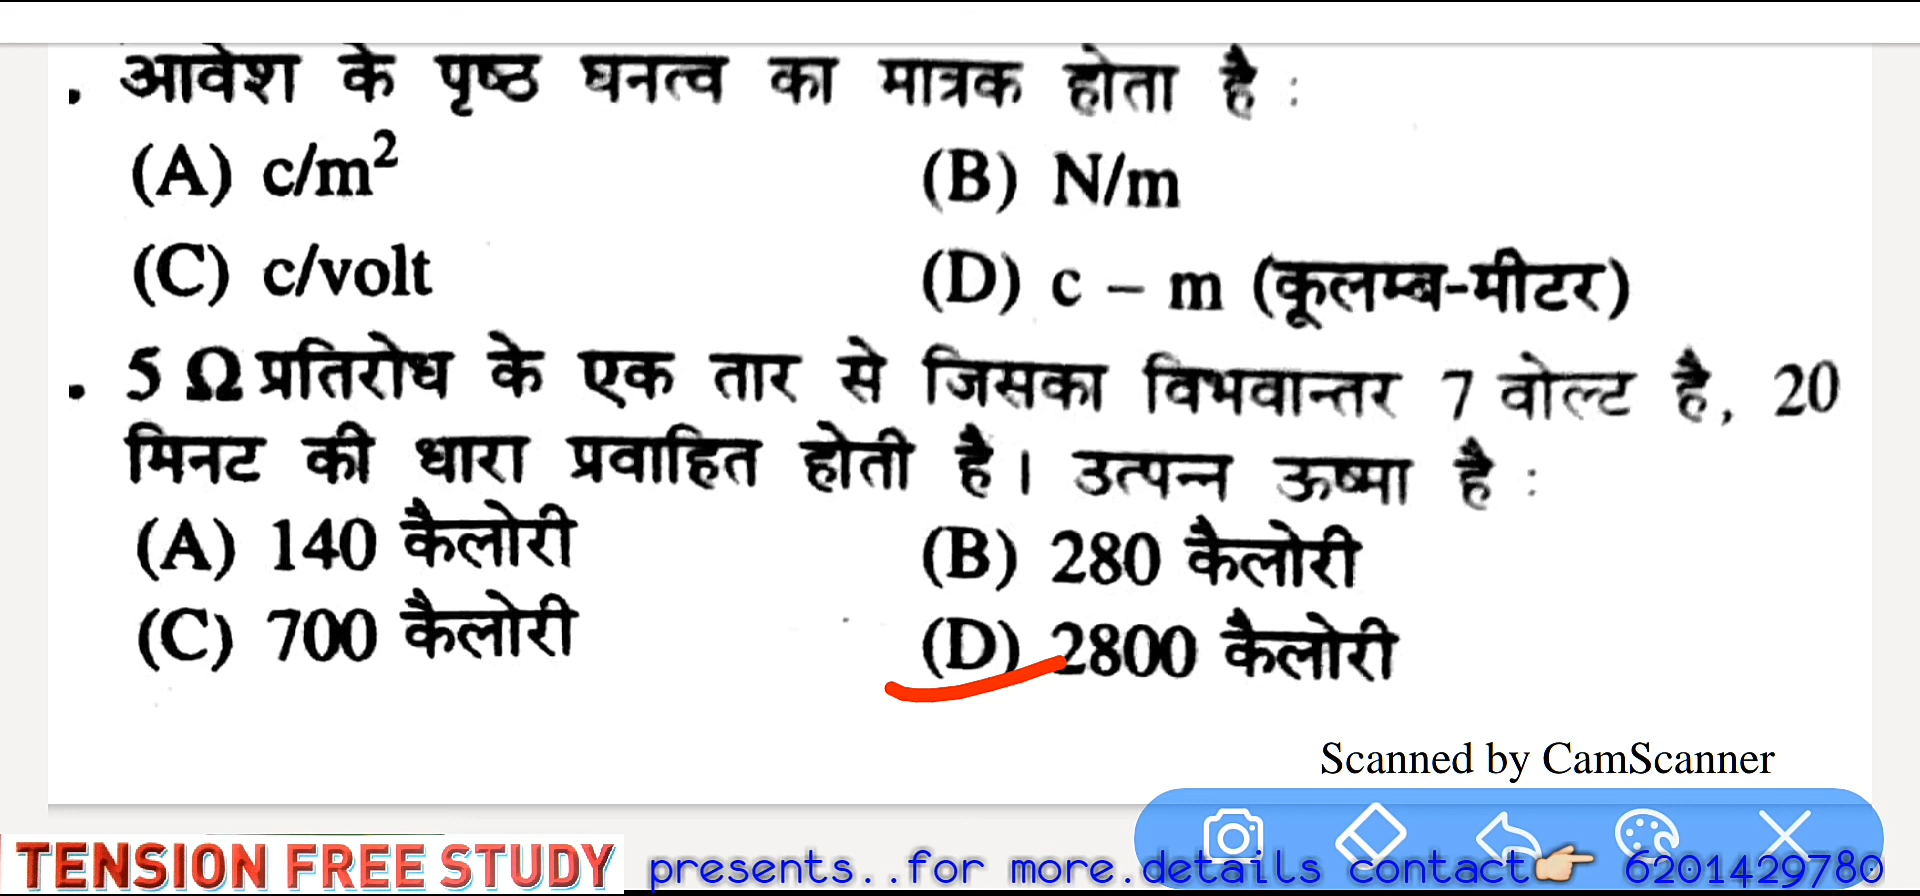 . आवेश के पृष्ठ घनत्व का मात्रक होता है :
(A) c/m² (B) N/m
(C) c/volt (D) c – m (कूलम्ब-मीटर)
. 5 Ω प्रतिरोध के एक तार से जिसका विभवान्तर 7 वोल्ट है, 20
मिनट की धारा प्रवाहित होती है। उत्पन्न ऊष्मा है :
(A) 140 कैलोरी (B) 280 कैलोरी
(C) 700 कैलोरी (D) 2800 कैलोरी
Scanned by CamScanner
TENSION FREE STUDY presents..for more.details contact👉🏻 6201429780